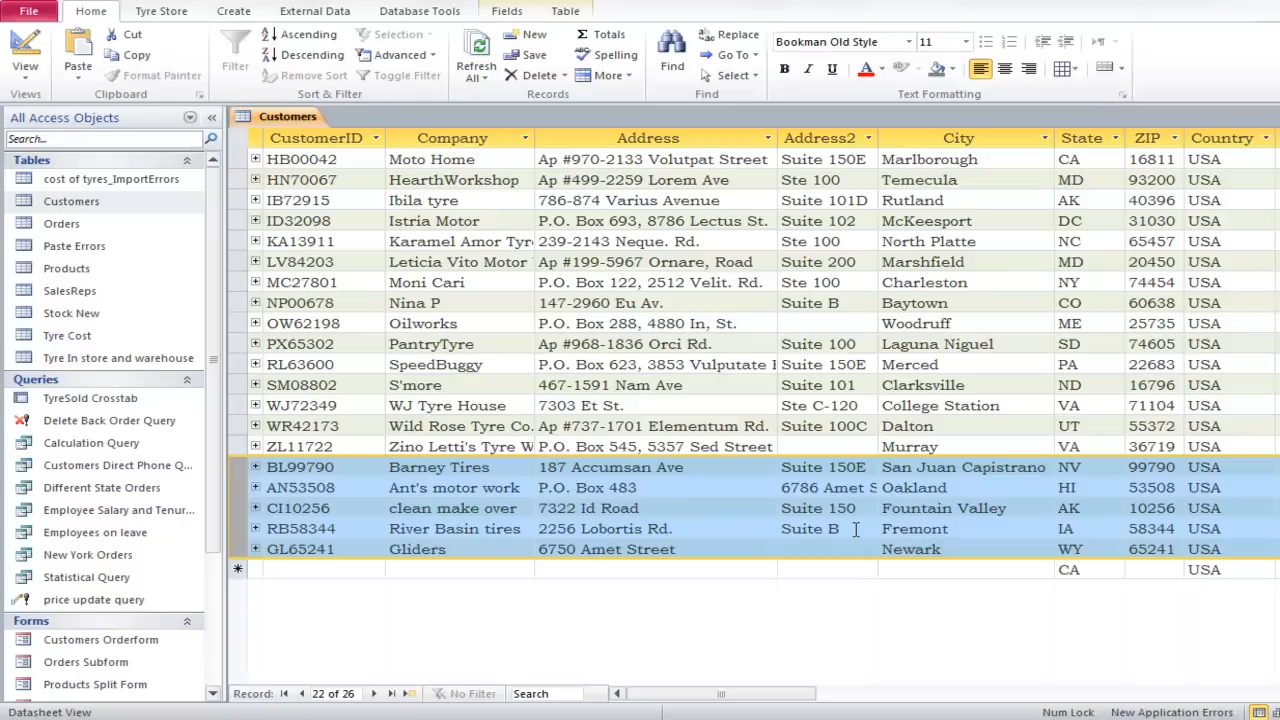 File Home Tyre Store Create External Data Database Tools Fields Table
View
Views
Paste
Cut
Copy
Format Painter
Clipboard
Filter
Ascending
Descending
Remove Sort
Selection
Advanced
Toggle Filter
Sort & Filter
Refresh
All
New
Save
Delete
Totals
Spelling
More
Records
Find
Replace
Go To
Select
Find
Bookman Old Style 11
B I U A
Text Formatting
All Access Objects
Search...
Tables
cost of tyres_ImportErrors
Customers
Orders
Paste Errors
Products
SalesReps
Stock New
Tyre Cost
Tyre In store and warehouse
Queries
TyreSold Crosstab
Delete Back Order Query
Calculation Query
Customers Direct Phone Q...
Different State Orders
Employee Salary and Tenur...
Employees on leave
New York Orders
Statistical Query
price update query
Forms
Customers Orderform
Orders Subform
Products Split Form
Customers
CustomerID Company Address Address2 City State ZIP Country
HB00042 Moto Home Ap #970-2133 Volutpat Street Suite 150E Marlborough CA 16811 USA
HN70067 HearthWorkshop Ap #499-2259 Lorem Ave Ste 100 Temecula MD 93200 USA
IB72915 Ibila tyre 786-874 Varius Avenue Suite 101D Rutland AK 40396 USA
ID32098 Istria Motor P.O. Box 693, 8786 Lectus St. Suite 102 McKeesport DC 31030 USA
KA13911 Karamel Amor Tyr 239-2143 Neque. Rd. Ste 100 North Platte NC 65457 USA
LV84203 Leticia Vito Motor Ap #199-5967 Ornare, Road Suite 200 Marshfield MD 20450 USA
MC27801 Moni Cari P.O. Box 122, 2512 Velit. Rd. Ste 100 Charleston NY 74454 USA
NP00678 Nina P 147-2960 Eu Av. Suite B Baytown CO 60638 USA
OW62198 Oilworks P.O. Box 288, 4880 In, St. Woodruff ME 25735 USA
PX65302 PantryTyre Ap #968-1836 Orci Rd. Suite 100 Laguna Niguel SD 74605 USA
RL63600 SpeedBuggy P.O. Box 623, 3853 Vulputate Suite 150E Merced PA 22683 USA
SM08802 S'more 467-1591 Nam Ave Suite 101 Clarksville ND 16796 USA
WJ72349 WJ Tyre House 7303 Et St. Ste C-120 College Station VA 71104 USA
WR42173 Wild Rose Tyre Co. Ap #737-1701 Elementum Rd. Suite 100C Dalton UT 55372 USA
ZL11722 Zino Letti's Tyre W P.O. Box 545, 5357 Sed Street Murray VA 36719 USA
BL99790 Barney Tires 187 Accumsan Ave Suite 150E San Juan Capistrano NV 99790 USA
AN53508 Ant's motor work P.O. Box 483 6786 Amet S Oakland HI 53508 USA
CI10256 clean make over 7322 Id Road Suite 150 Fountain Valley AK 10256 USA
RB58344 River Basin tires 2256 Lobortis Rd. Suite B Fremont IA 58344 USA
GL65241 Gliders 6750 Amet Street Newark WY 65241 USA
CA USA
Record: 22 of 26 No Filter Search
Datasheet View Num Lock New Application Errors